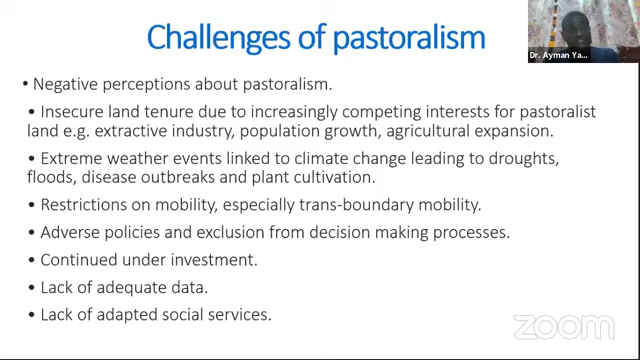 Challenges of pastoralism
Dr. Ayman Ya...
• Negative perceptions about pastoralism.
• Insecure land tenure due to increasingly competing interests for pastoralist
land e.g. extractive industry, population growth, agricultural expansion.
• Extreme weather events linked to climate change leading to droughts,
floods, disease outbreaks and plant cultivation.
• Restrictions on mobility, especially trans-boundary mobility.
• Adverse policies and exclusion from decision making processes.
• Continued under investment.
• Lack of adequate data.
• Lack of adapted social services.
zoom